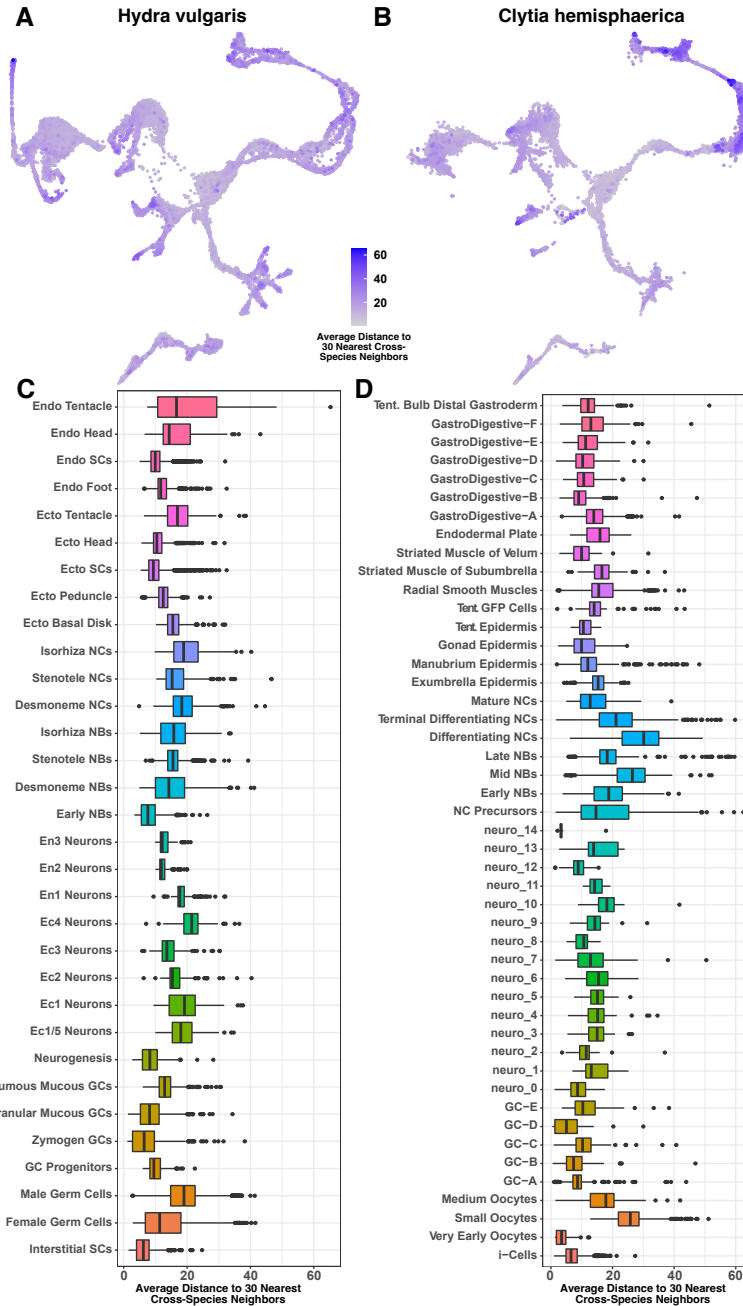 A
Hydra vulgaris
B
Clytia hemisphaerica
60
40
20
Average Distance to
30 Nearest Cross-
Species Neighbors
C
Endo Tentacle
Endo Head
Endo SCs
Endo Foot
Ecto Tentacle
Ecto Head
Ecto SCs
Ecto Peduncle
Ecto Basal Disk
Isorhiza NCs
Stenotele NCs
Desmoneme NCs
Isorhiza NBs
Stenotele NBs
Desmoneme NBs
Early NBs
En3 Neurons
En2 Neurons
En1 Neurons
Ec4 Neurons
Ec3 Neurons
Ec2 Neurons
Ec1 Neurons
Ec1/5 Neurons
Neurogenesis
umous Mucous GCs
ranular Mucous GCs
Zymogen GCs
GC Progenitors
Male Germ Cells
Female Germ Cells
Interstitial SCs
0
20
40
60
Average Distance to 30 Nearest
Cross-Species Neighbors
D
Tent. Bulb Distal Gastroderm
GastroDigestive-F
GastroDigestive-E
GastroDigestive-D
GastroDigestive-C
GastroDigestive-B
GastroDigestive-A
Endodermal Plate
Striated Muscle of Velum
Striated Muscle of Subumbrella
Radial Smooth Muscles
Tent. GFP Cells
Tent. Epidermis
Gonad Epidermis
Manubrium Epidermis
Exumbrella Epidermis
Mature NCs
Terminal Differentiating NCs
Differentiating NCs
Late NBs
Mid NBs
Early NBs
NC Precursors
neuro_14
neuro_13
neuro_12
neuro_11
neuro_10
neuro_9
neuro_8
neuro_7
neuro_6
neuro_5
neuro_4
neuro_3
neuro_2
neuro_1
neuro_0
GC-E
GC-D
GC-C
GC-B
GC-A
Medium Oocytes
Small Oocytes
Very Early Oocytes
i-Cells
0
20
40
60
Average Distance to 30 Nearest
Cross-Species Neighbors